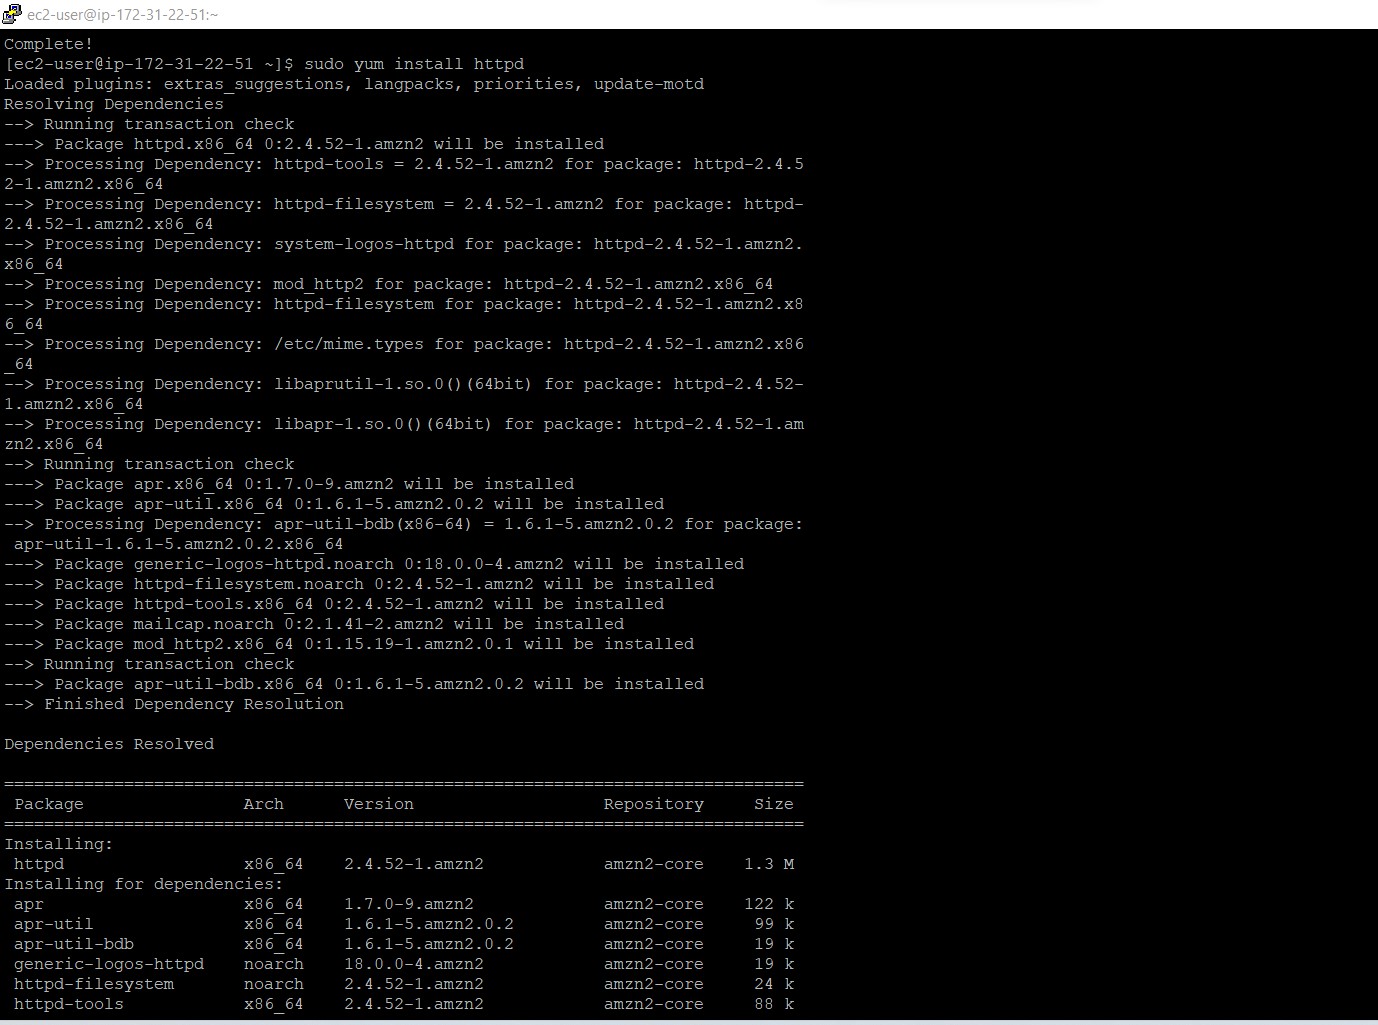 ec2-user@ip-172-31-22-51:~
Complete!
[ec2-user@ip-172-31-22-51 ~]$ sudo yum install httpd
Loaded plugins: extras_suggestions, langpacks, priorities, update-motd
Resolving Dependencies
--> Running transaction check
---> Package httpd.x86_64 0:2.4.52-1.amzn2 will be installed
--> Processing Dependency: httpd-tools = 2.4.52-1.amzn2 for package: httpd-2.4.5
2-1.amzn2.x86_64
--> Processing Dependency: httpd-filesystem = 2.4.52-1.amzn2 for package: httpd-
2.4.52-1.amzn2.x86_64
--> Processing Dependency: system-logos-httpd for package: httpd-2.4.52-1.amzn2.
x86_64
--> Processing Dependency: mod_http2 for package: httpd-2.4.52-1.amzn2.x86_64
--> Processing Dependency: httpd-filesystem for package: httpd-2.4.52-1.amzn2.x8
6_64
--> Processing Dependency: /etc/mime.types for package: httpd-2.4.52-1.amzn2.x86
_64
--> Processing Dependency: libaprutil-1.so.0()(64bit) for package: httpd-2.4.52-
1.amzn2.x86_64
--> Processing Dependency: libapr-1.so.0()(64bit) for package: httpd-2.4.52-1.am
zn2.x86_64
--> Running transaction check
---> Package apr.x86_64 0:1.7.0-9.amzn2 will be installed
---> Package apr-util.x86_64 0:1.6.1-5.amzn2.0.2 will be installed
--> Processing Dependency: apr-util-bdb(x86-64) = 1.6.1-5.amzn2.0.2 for package:
 apr-util-1.6.1-5.amzn2.0.2.x86_64
---> Package generic-logos-httpd.noarch 0:18.0.0-4.amzn2 will be installed
---> Package httpd-filesystem.noarch 0:2.4.52-1.amzn2 will be installed
---> Package httpd-tools.x86_64 0:2.4.52-1.amzn2 will be installed
---> Package mailcap.noarch 0:2.1.41-2.amzn2 will be installed
---> Package mod_http2.x86_64 0:1.15.19-1.amzn2.0.1 will be installed
--> Running transaction check
---> Package apr-util-bdb.x86_64 0:1.6.1-5.amzn2.0.2 will be installed
--> Finished Dependency Resolution
Dependencies Resolved
================================================================================
 Package                Arch      Version                   Repository     Size
================================================================================
Installing:
 httpd                  x86_64    2.4.52-1.amzn2            amzn2-core    1.3 M
Installing for dependencies:
 apr                    x86_64    1.7.0-9.amzn2             amzn2-core    122 k
 apr-util               x86_64    1.6.1-5.amzn2.0.2         amzn2-core     99 k
 apr-util-bdb           x86_64    1.6.1-5.amzn2.0.2         amzn2-core     19 k
 generic-logos-httpd    noarch    18.0.0-4.amzn2            amzn2-core     19 k
 httpd-filesystem       noarch    2.4.52-1.amzn2            amzn2-core     24 k
 httpd-tools            x86_64    2.4.52-1.amzn2            amzn2-core     88 k